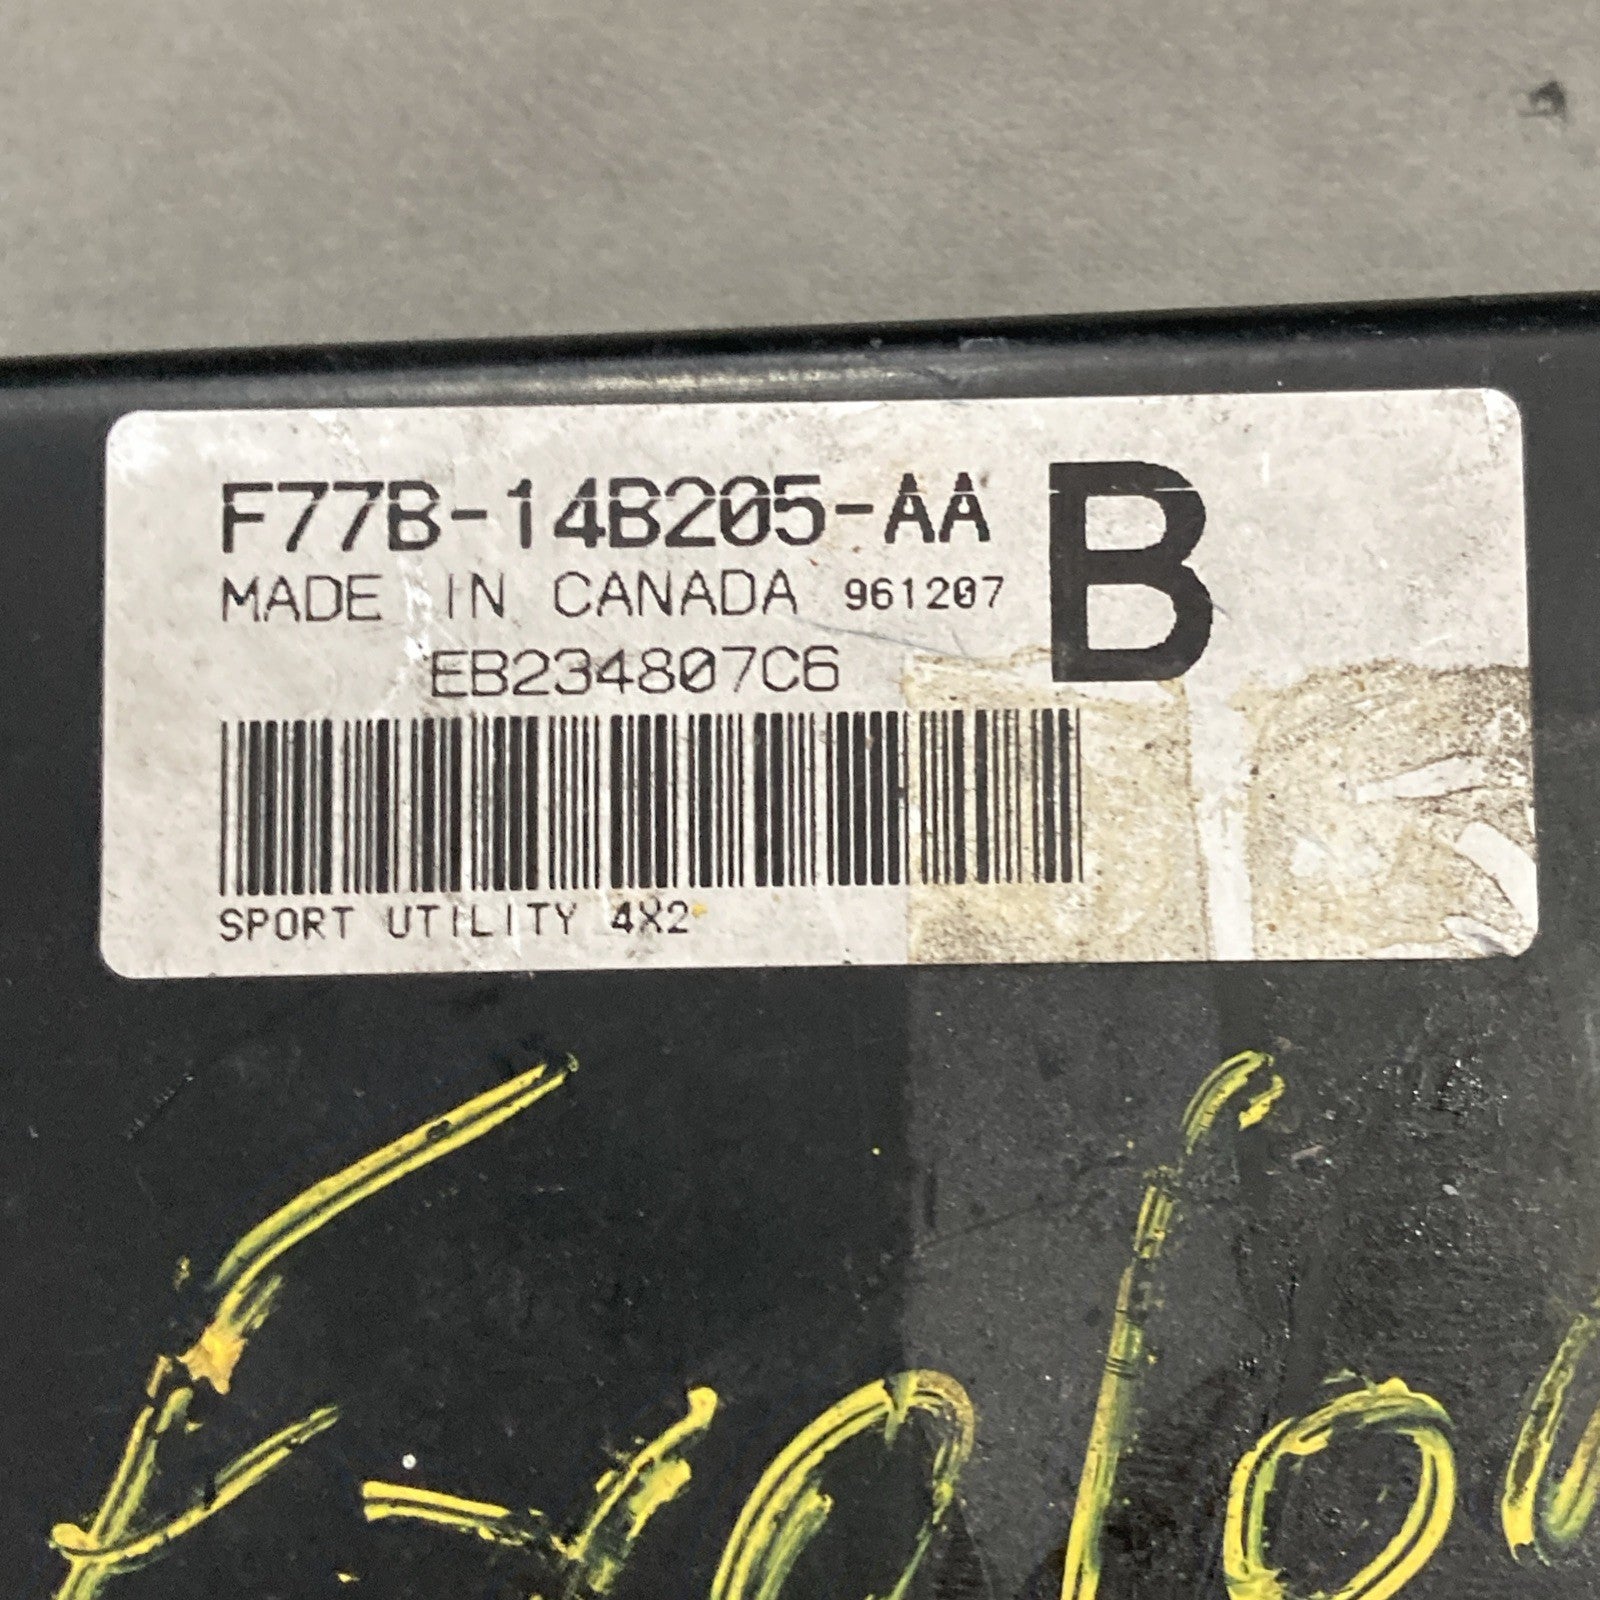 F77B-14B205-AA B
MADE IN CANADA 961207
EB234807C6
SPORT UTILITY 4X2